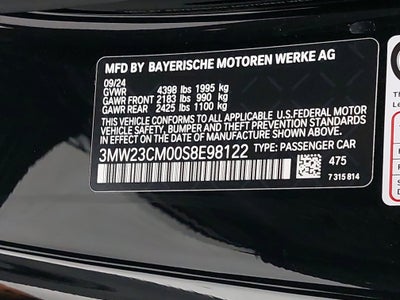 MFD BY BAYERISCHE MOTOREN WERKE AG
09/24
GVWR 4398 lbs 1995 kg
GAWR FRONT 2183 lbs 990 kg
GAWR REAR 2425 lbs 1100 kg
THIS VEHICLE CONFORMS TO ALL APPLICABLE U.S. FEDERAL MOTOR
VEHICLE SAFETY, BUMPER AND THEFT PREVENTION STANDARDS
IN EFFECT ON THE DATE OF MANUFACTURE SHOWN ABOVE.
3MW23CM00S8E98122 TYPE: PASSENGER CAR
475
7 315 814